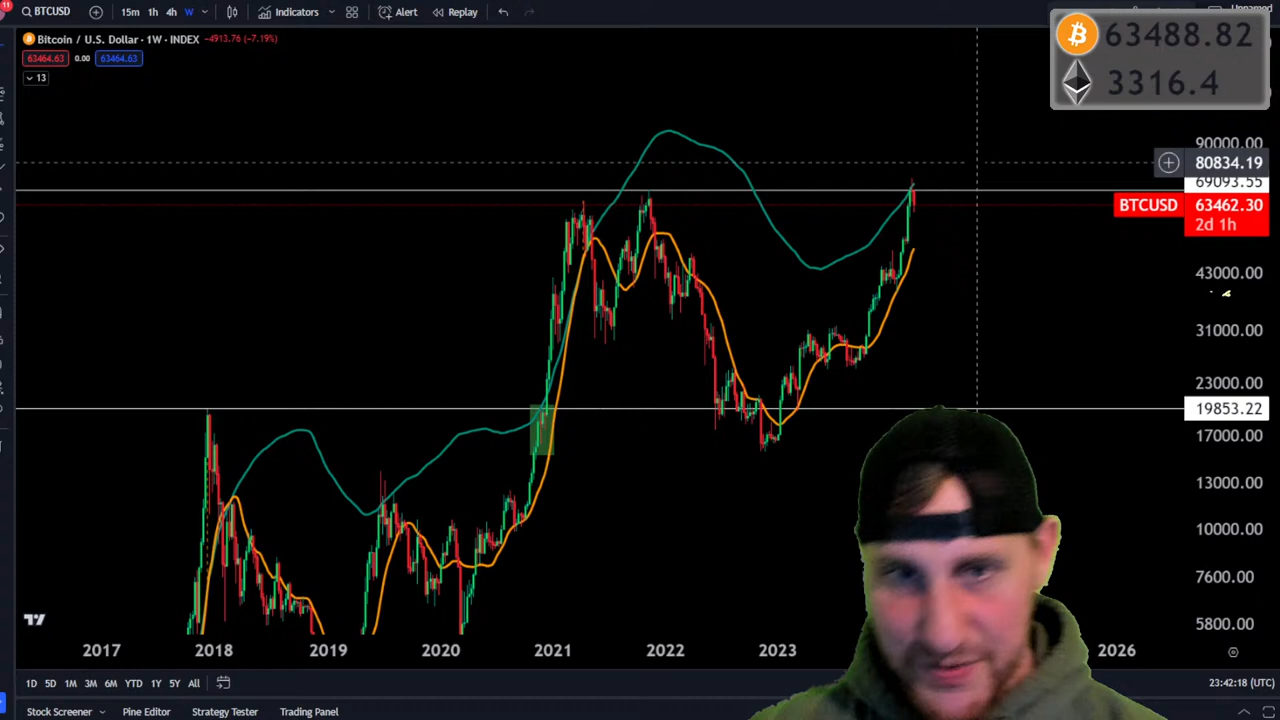 11
BTCUSD 15m 1h 4h W Indicators Alert Replay
Unnamed
Bitcoin / U.S. Dollar · 1W · INDEX −4913.76 (−7.19%)
63464.63 0.00 63464.63
13
63488.82
3316.4
90000.00
80834.19
69093.55
BTCUSD 63462.30
2d 1h
43000.00
31000.00
23000.00
19853.22
17000.00
13000.00
10000.00
7600.00
5800.00
2017 2018 2019 2020 2021 2022 2023 2026
1D 5D 1M 3M 6M YTD 1Y 5Y All
23:42:18 (UTC)
Stock Screener Pine Editor Strategy Tester Trading Panel